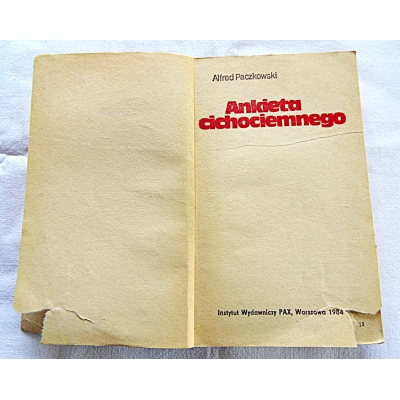 Alfred Paczkowski
Ankieta
cichociemnego
Instytut Wydawniczy PAX, Warszawa 1984